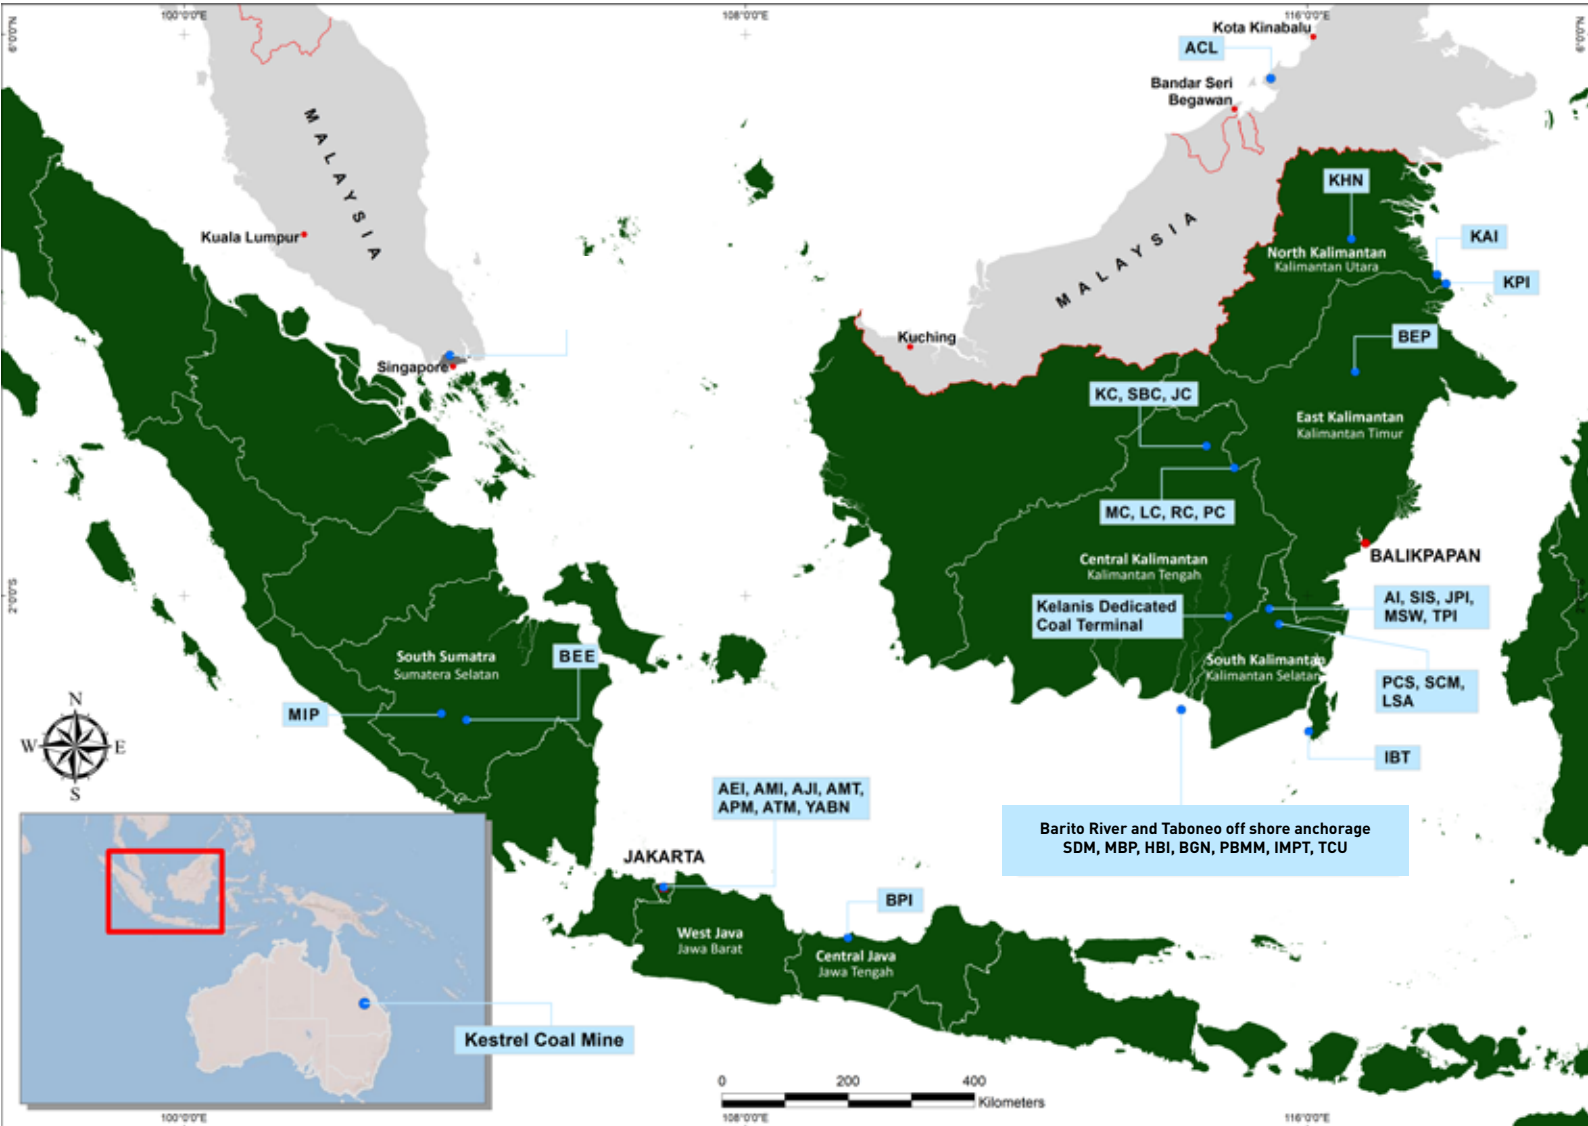 100°0'0"E
108°0'0"E
116°0'0"E
6°0'0"N
6°0'0"N
Kota Kinabalu
ACL
Bandar Seri
Begawan
MALAYSIA
KHN
Kuala Lumpur
MALAYSIA
North Kalimantan
Kalimantan Utara
KAI
KPI
Kuching
BEP
Singapore
KC, SBC, JC
East Kalimantan
Kalimantan Timur
MC, LC, RC, PC
BALIKPAPAN
Central Kalimantan
Kalimantan Tengah
2°0'0"S
Kelanis Dedicated
Coal Terminal
AI, SIS, JPI,
MSW, TPI
South Sumatra
Sumatera Selatan
BEE
South Kalimantan
Kalimantan Selatan
PCS, SCM,
LSA
MIP
N
W
E
S
IBT
AEI, AMI, AJI, AMT,
APM, ATM, YABN
Barito River and Taboneo off shore anchorage
SDM, MBP, HBI, BGN, PBMM, IMPT, TCU
JAKARTA
BPI
West Java
Jawa Barat
Central Java
Jawa Tengah
Kestrel Coal Mine
0
200
400
Kilometers
100°0'0"E
108°0'0"E
116°0'0"E